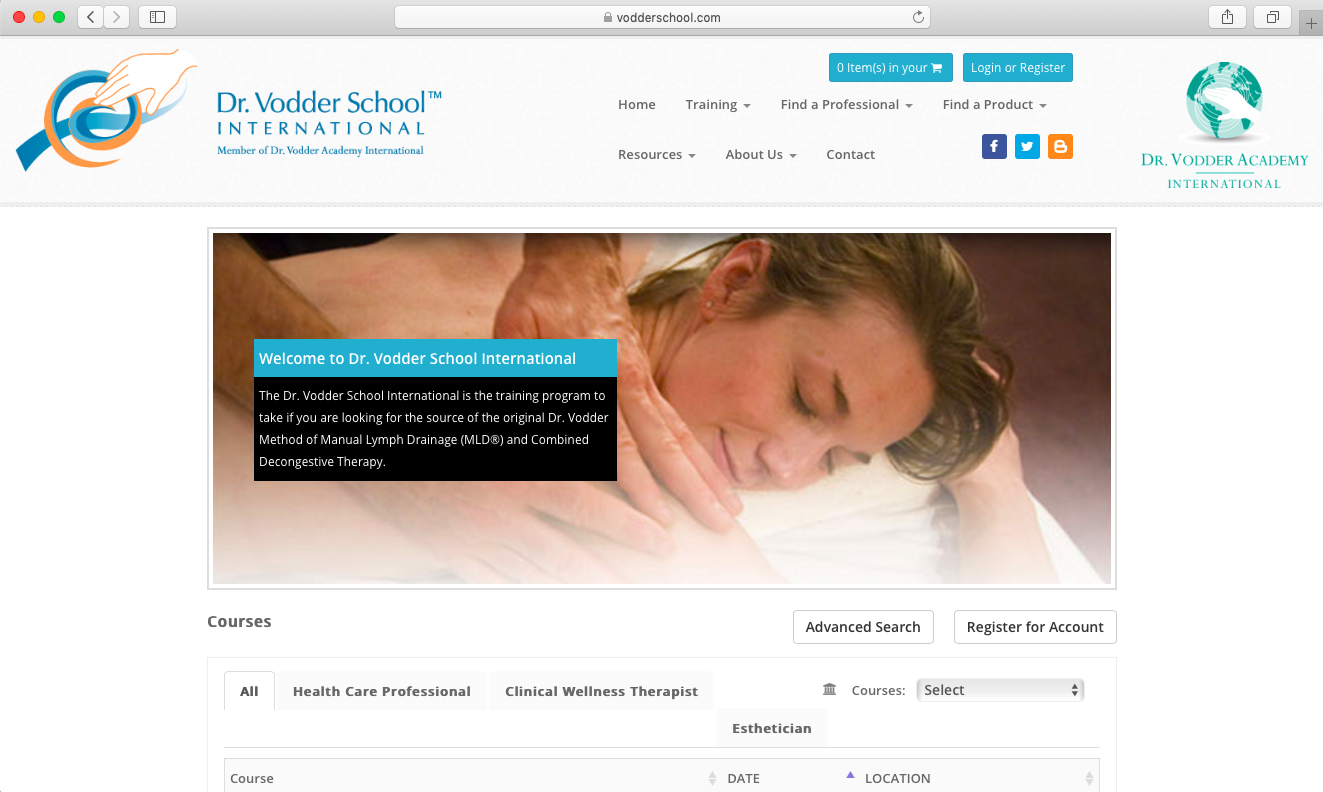 vodderschool.com
0 Item(s) in your
Login or Register
Dr. Vodder School™
INTERNATIONAL
Member of Dr. Vodder Academy International
Home
Training
Find a Professional
Find a Product
Resources
About Us
Contact
DR. VODDER ACADEMY
INTERNATIONAL
Welcome to Dr. Vodder School International
The Dr. Vodder School International is the training program to
take if you are looking for the source of the original Dr. Vodder
Method of Manual Lymph Drainage (MLD®) and Combined
Decongestive Therapy.
Courses
Advanced Search
Register for Account
All
Health Care Professional
Clinical Wellness Therapist
Courses:
Select
Esthetician
Course
DATE
LOCATION